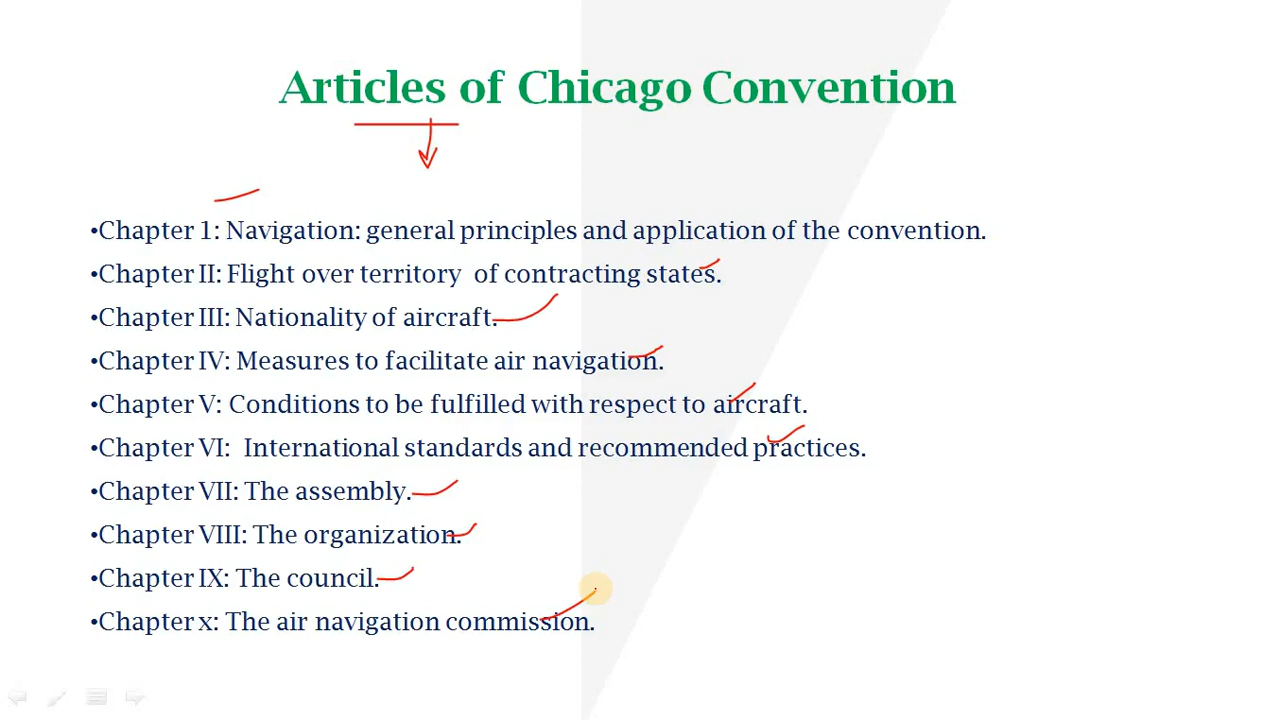 Articles of Chicago Convention
•Chapter 1: Navigation: general principles and application of the convention.
•Chapter II: Flight over territory of contracting states.
•Chapter III: Nationality of aircraft.
•Chapter IV: Measures to facilitate air navigation.
•Chapter V: Conditions to be fulfilled with respect to aircraft.
•Chapter VI: International standards and recommended practices.
•Chapter VII: The assembly.
•Chapter VIII: The organization.
•Chapter IX: The council.
•Chapter x: The air navigation commission.